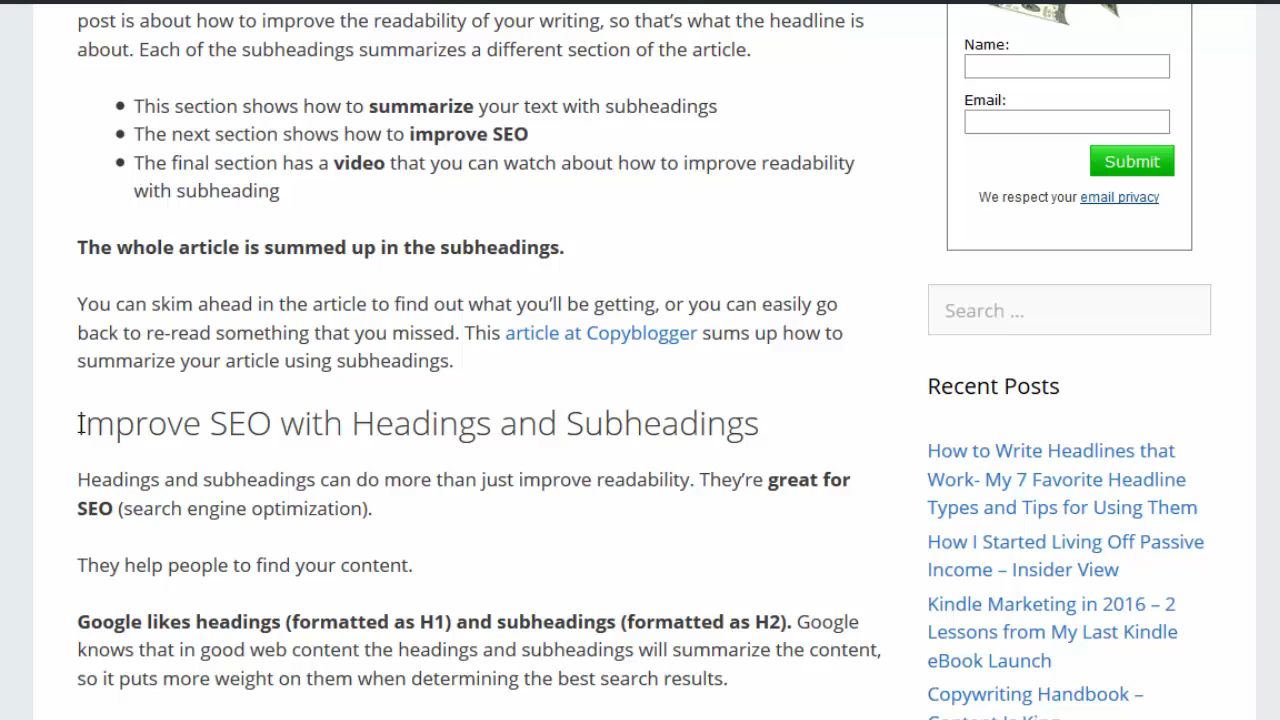 post is about how to improve the readability of your writing, so that's what the headline is
about. Each of the subheadings summarizes a different section of the article.
This section shows how to summarize your text with subheadings
The next section shows how to improve SEO
The final section has a video that you can watch about how to improve readability
with subheading
The whole article is summed up in the subheadings.
You can skim ahead in the article to find out what you'll be getting, or you can easily go
back to re-read something that you missed. This article at Copyblogger sums up how to
summarize your article using subheadings.
Improve SEO with Headings and Subheadings
Headings and subheadings can do more than just improve readability. They're great for
SEO (search engine optimization).
They help people to find your content.
Google likes headings (formatted as H1) and subheadings (formatted as H2). Google
knows that in good web content the headings and subheadings will summarize the content,
so it puts more weight on them when determining the best search results.
Name:
Email:
Submit
We respect your email privacy
Search ...
Recent Posts
How to Write Headlines that
Work- My 7 Favorite Headline
Types and Tips for Using Them
How I Started Living Off Passive
Income – Insider View
Kindle Marketing in 2016 – 2
Lessons from My Last Kindle
eBook Launch
Copywriting Handbook –